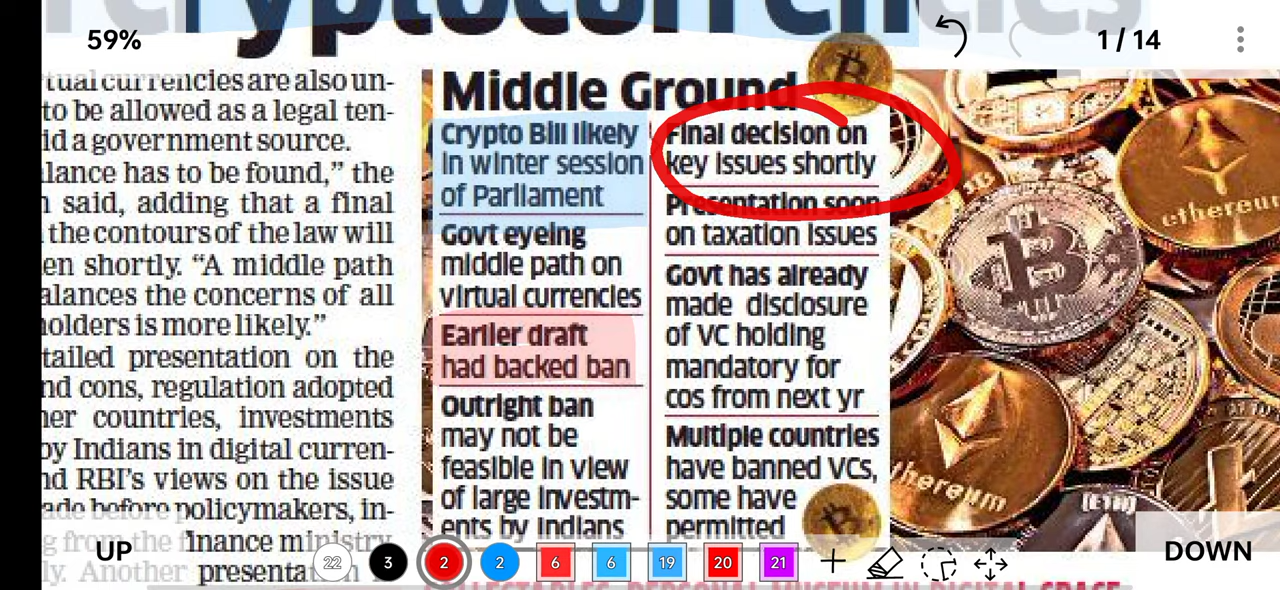 Cryptocurrencies
59%
1 / 14
tual currencies are also un-
to be allowed as a legal ten-
id a government source.
lance has to be found,” the
said, adding that a final
the contours of the law will
en shortly. “A middle path
alances the concerns of all
holders is more likely.”
tailed presentation on the
nd cons, regulation adopted
her countries, investments
by Indians in digital curren-
nd RBI’s views on the issue
ade before policymakers, in-
g from the finance ministry
ly. Another
Middle Ground
Crypto Bill likely
in winter session
of Parliament
Govt eyeing
middle path on
virtual currencies
Earlier draft
had backed ban
Outright ban
may not be
feasible in view
of large investm-
ents by Indians
Final decision on
key issues shortly
Presentation soon
on taxation issues
Govt has already
made disclosure
of VC holding
mandatory for
cos from next yr
Multiple countries
have banned VCs,
some have
permitted
ethereum
ethereum
(ETH)
UP
22
3
2
2
6
6
19
20
21
DOWN
PERSONAL MUSEUM IN DIGITAL SPACE